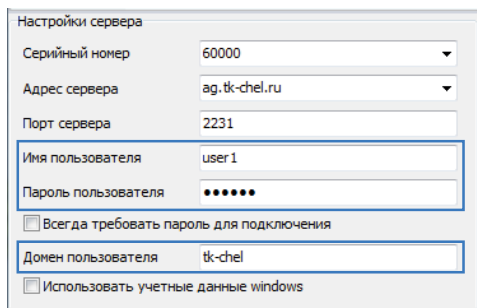 Настройки сервера
Серийный номер 60000
Адрес сервера ag.tk-chel.ru
Порт сервера 2231
Имя пользователя user1
Пароль пользователя ●●●●●●
Всегда требовать пароль для подключения
Домен пользователя tk-chel
Использовать учетные данные windows